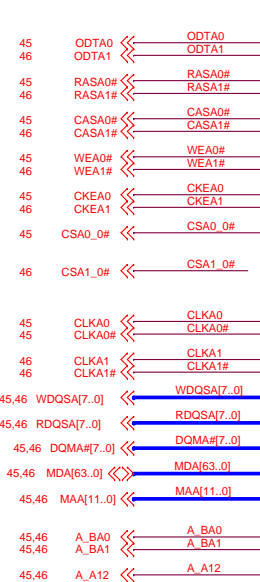 45 ODTA0 ODTA0
46 ODTA1 ODTA1
45 RASA0# RASA0#
46 RASA1# RASA1#
45 CASA0# CASA0#
46 CASA1# CASA1#
45 WEA0# WEA0#
46 WEA1# WEA1#
45 CKEA0 CKEA0
46 CKEA1 CKEA1
45 CSA0_0# CSA0_0#
46 CSA1_0# CSA1_0#
45 CLKA0 CLKA0
45 CLKA0# CLKA0#
46 CLKA1 CLKA1
46 CLKA1# CLKA1#
45,46 WDQSA[7..0] WDQSA[7..0]
45,46 RDQSA[7..0] RDQSA[7..0]
45,46 DQMA#[7..0] DQMA#[7..0]
45,46 MDA[63..0] MDA[63..0]
45,46 MAA[11..0] MAA[11..0]
45,46 A_BA0 A_BA0
45,46 A_BA1 A_BA1
45,46 A_A12 A_A12